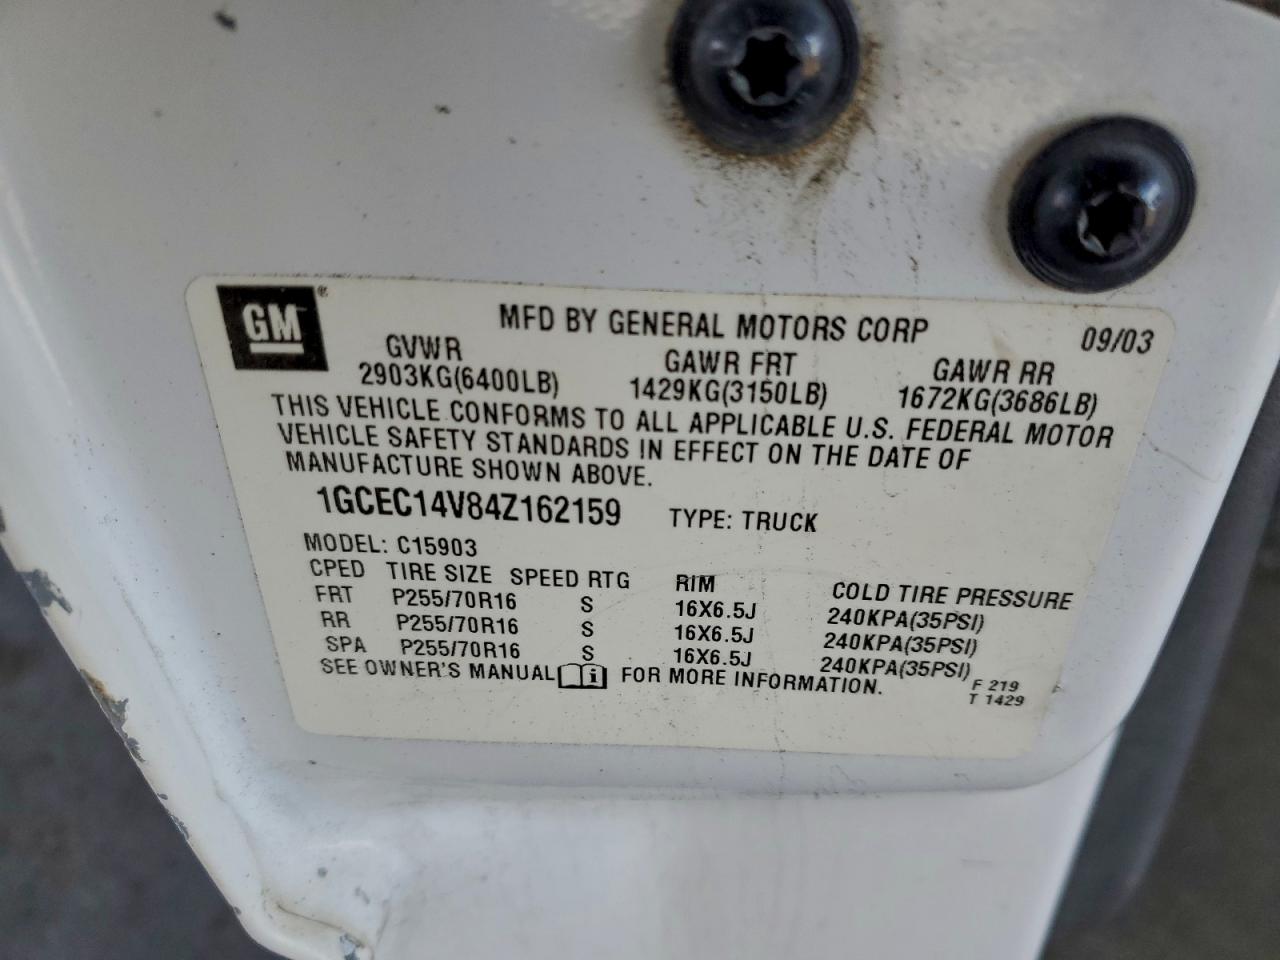 GM®
MFD BY GENERAL MOTORS CORP 09/03
GVWR GAWR FRT GAWR RR
2903KG(6400LB) 1429KG(3150LB) 1672KG(3686LB)
THIS VEHICLE CONFORMS TO ALL APPLICABLE U.S. FEDERAL MOTOR
VEHICLE SAFETY STANDARDS IN EFFECT ON THE DATE OF
MANUFACTURE SHOWN ABOVE.
1GCEC14V84Z162159 TYPE: TRUCK
MODEL: C15903
CPED TIRE SIZE SPEED RTG RIM COLD TIRE PRESSURE
FRT P255/70R16 S 16X6.5J 240KPA(35PSI)
RR P255/70R16 S 16X6.5J 240KPA(35PSI)
SPA P255/70R16 S 16X6.5J 240KPA(35PSI)
SEE OWNER'S MANUAL i FOR MORE INFORMATION.
F 219
T 1429